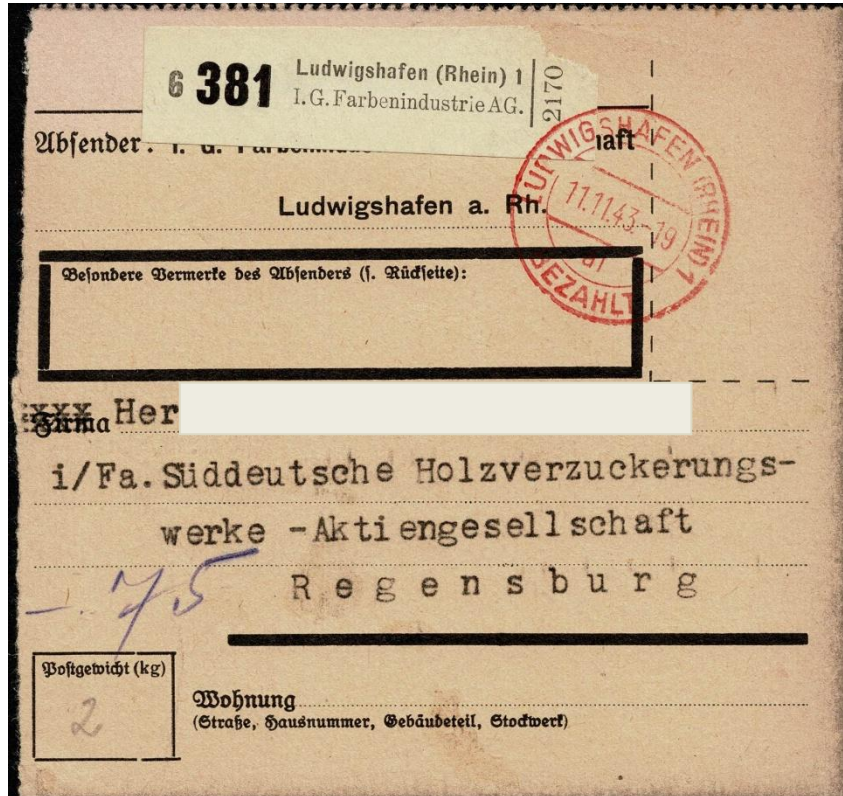 6 381 Ludwigshafen (Rhein) 1
I.G. Farbenindustrie AG.
2170
Absender: I. G. haft
Ludwigshafen a. Rh.
LUDWIGSHAFEN (RHEIN) 1
11.11.43.-19
BEZAHLT
Besondere Vermerke des Absenders (s. Rückseite):
Firma Her
i/Fa. Süddeutsche Holzverzuckerungs-
werke -Aktiengesellschaft
Regensburg
-.75
Postgewicht (kg)
2
Wohnung
(Straße, Hausnummer, Gebäudeteil, Stockwerk)